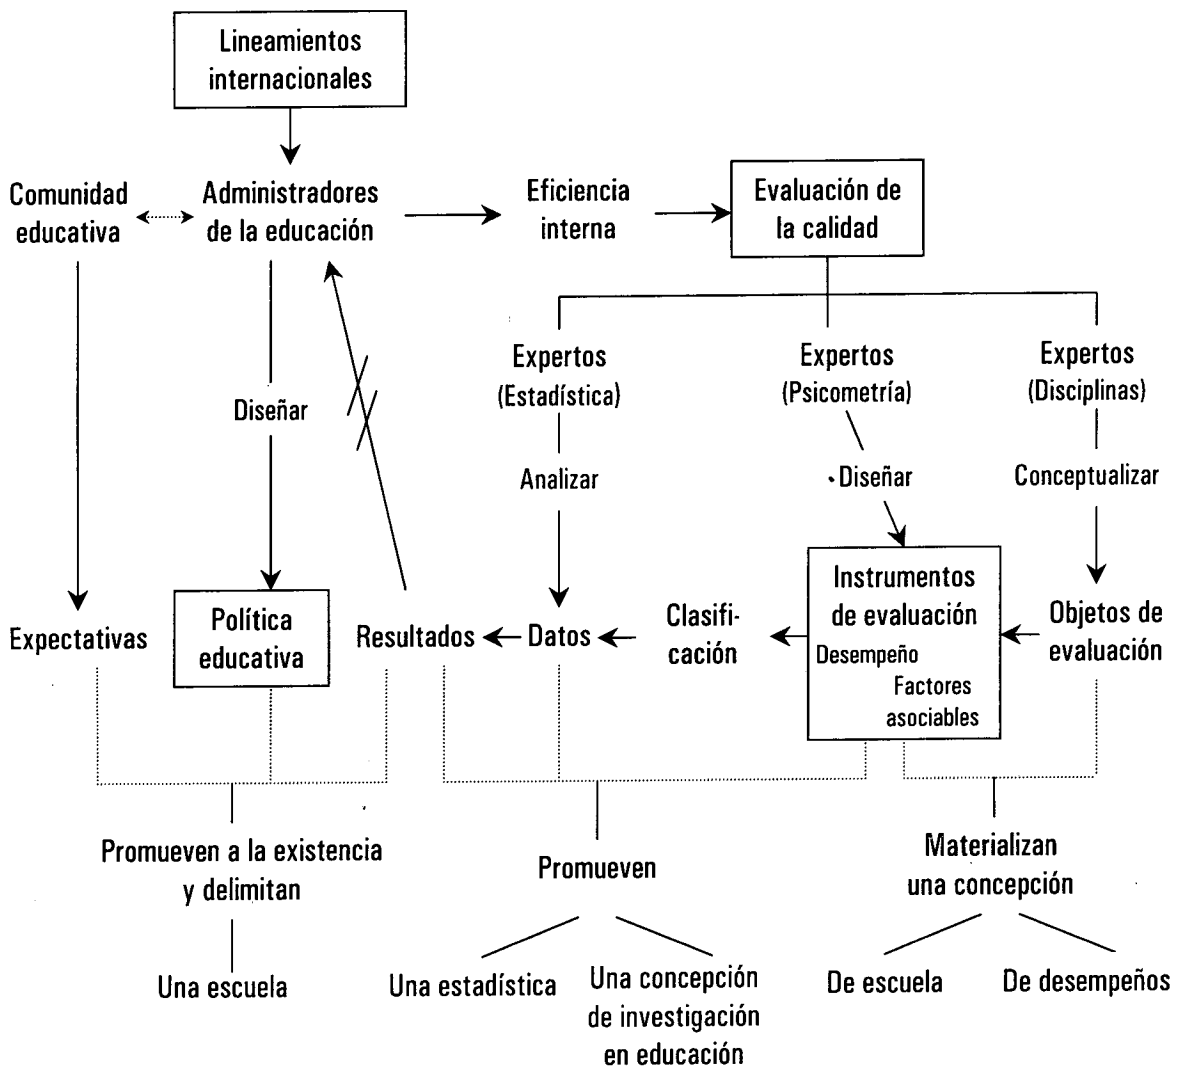 Lineamientos
internacionales
Comunidad
educativa
Administradores
de la educación
Eficiencia
interna
Evaluación de
la calidad
Expertos
(Estadística)
Expertos
(Psicometría)
Expertos
(Disciplinas)
Diseñar
Analizar
Diseñar
Conceptualizar
Expectativas
Política
educativa
Resultados
Datos
Clasifi-
cación
Instrumentos
de evaluación
Desempeño
Factores
asociables
Objetos de
evaluación
Promueven a la existencia
y delimitan
Promueven
Materializan
una concepción
Una escuela
Una estadística
Una concepción
de investigación
en educación
De escuela
De desempeños